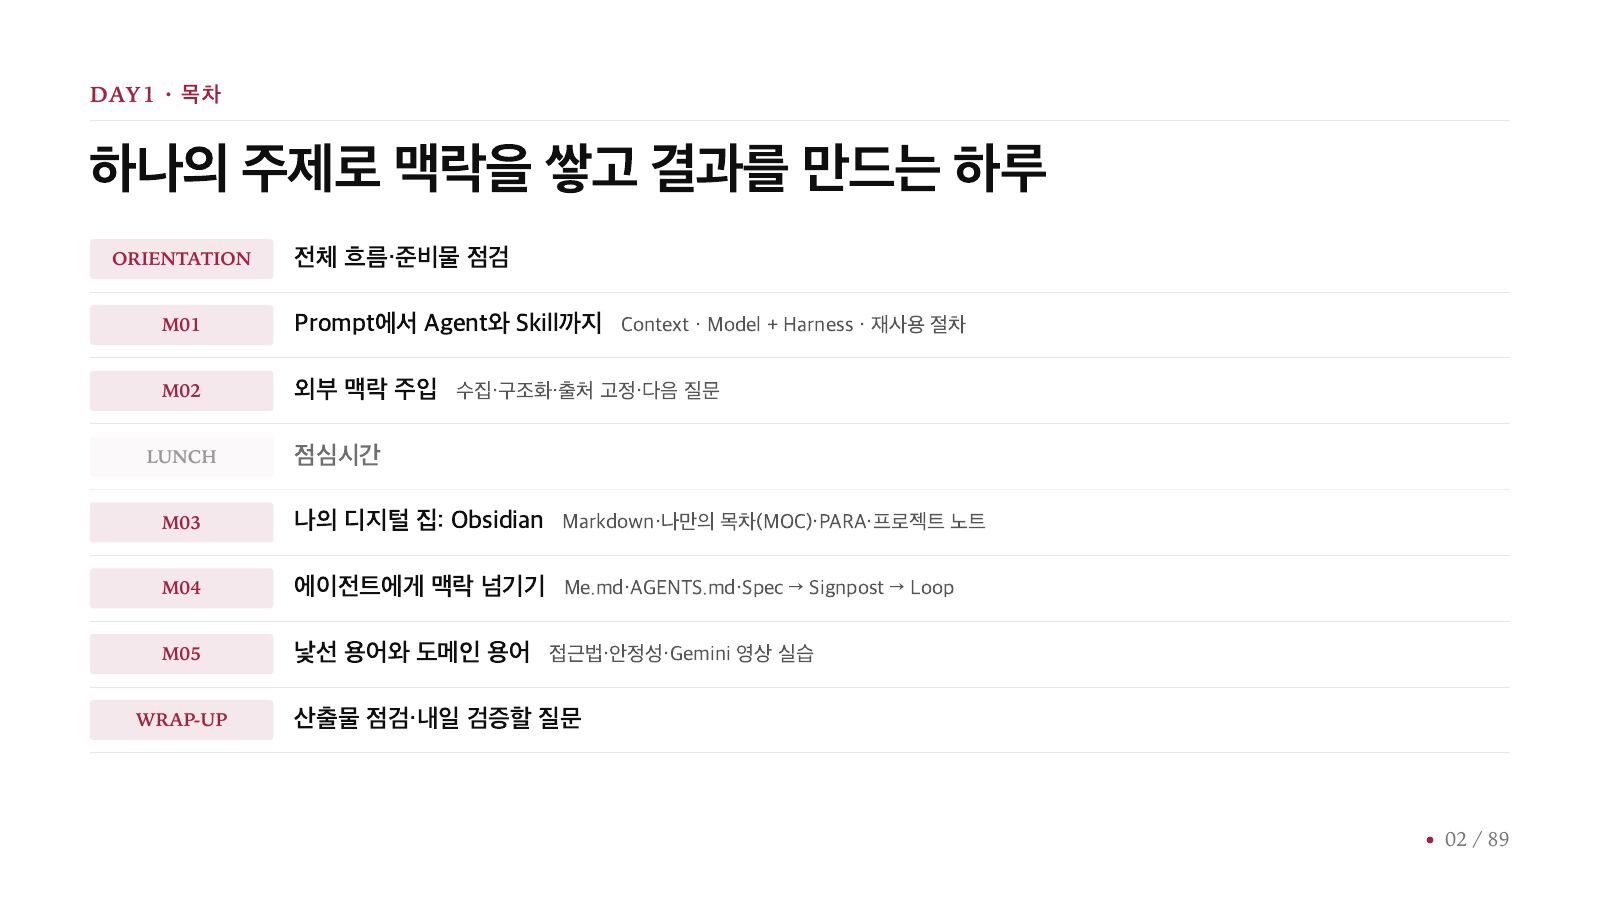 DAY1 · 목차
하나의 주제로 맥락을 쌓고 결과를 만드는 하루
ORIENTATION 전체 흐름·준비물 점검
M01 Prompt에서 Agent와 Skill까지 Context · Model + Harness · 재사용 절차
M02 외부 맥락 주입 수집·구조화·출처 고정·다음 질문
LUNCH 점심시간
M03 나의 디지털 집: Obsidian Markdown·나만의 목차(MOC)·PARA·프로젝트 노트
M04 에이전트에게 맥락 넘기기 Me.md·AGENTS.md·Spec → Signpost → Loop
M05 낯선 용어와 도메인 용어 접근법·안정성·Gemini 영상 실습
WRAP-UP 산출물 점검·내일 검증할 질문
• 02 / 89